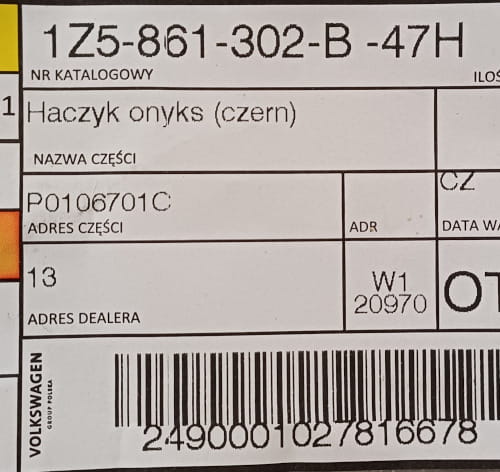 1Z5-861-302-B -47H
NR KATALOGOWY
ILOŚ
1
Haczyk onyks (czern)
NAZWA CZĘŚCI
P0106701C
CZ
ADRES CZĘŚCI
ADR
DATA WA
13
W1
20970
OT
ADRES DEALERA
VOLKSWAGEN
GROUP POLSKA
2490001027816678